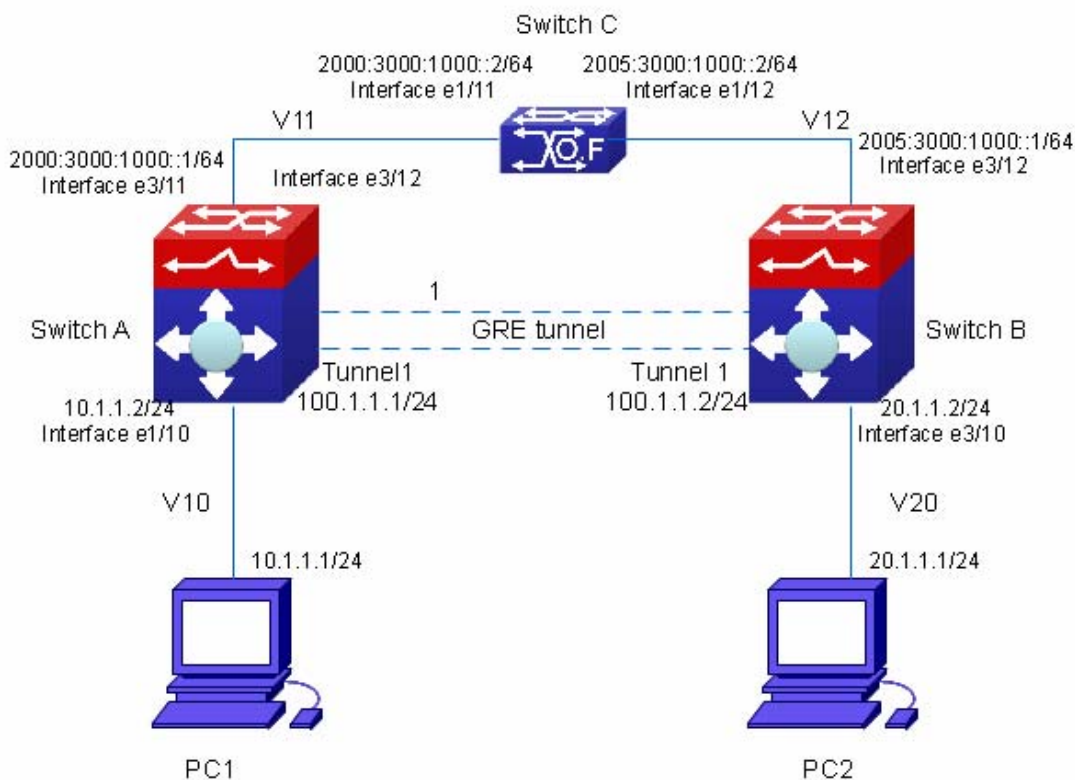 Switch C
2000:3000:1000::2/64
Interface e1/11
2005:3000:1000::2/64
Interface e1/12
V11
V12
2000:3000:1000::1/64
Interface e3/11
Interface e3/12
2005:3000:1000::1/64
Interface e3/12
O.F
1
Switch A
GRE tunnel
Switch B
Tunnel1
100.1.1.1/24
Tunnel 1
100.1.1.2/24
10.1.1.2/24
Interface e1/10
20.1.1.2/24
Interface e3/10
V10
V20
10.1.1.1/24
20.1.1.1/24
PC1
PC2